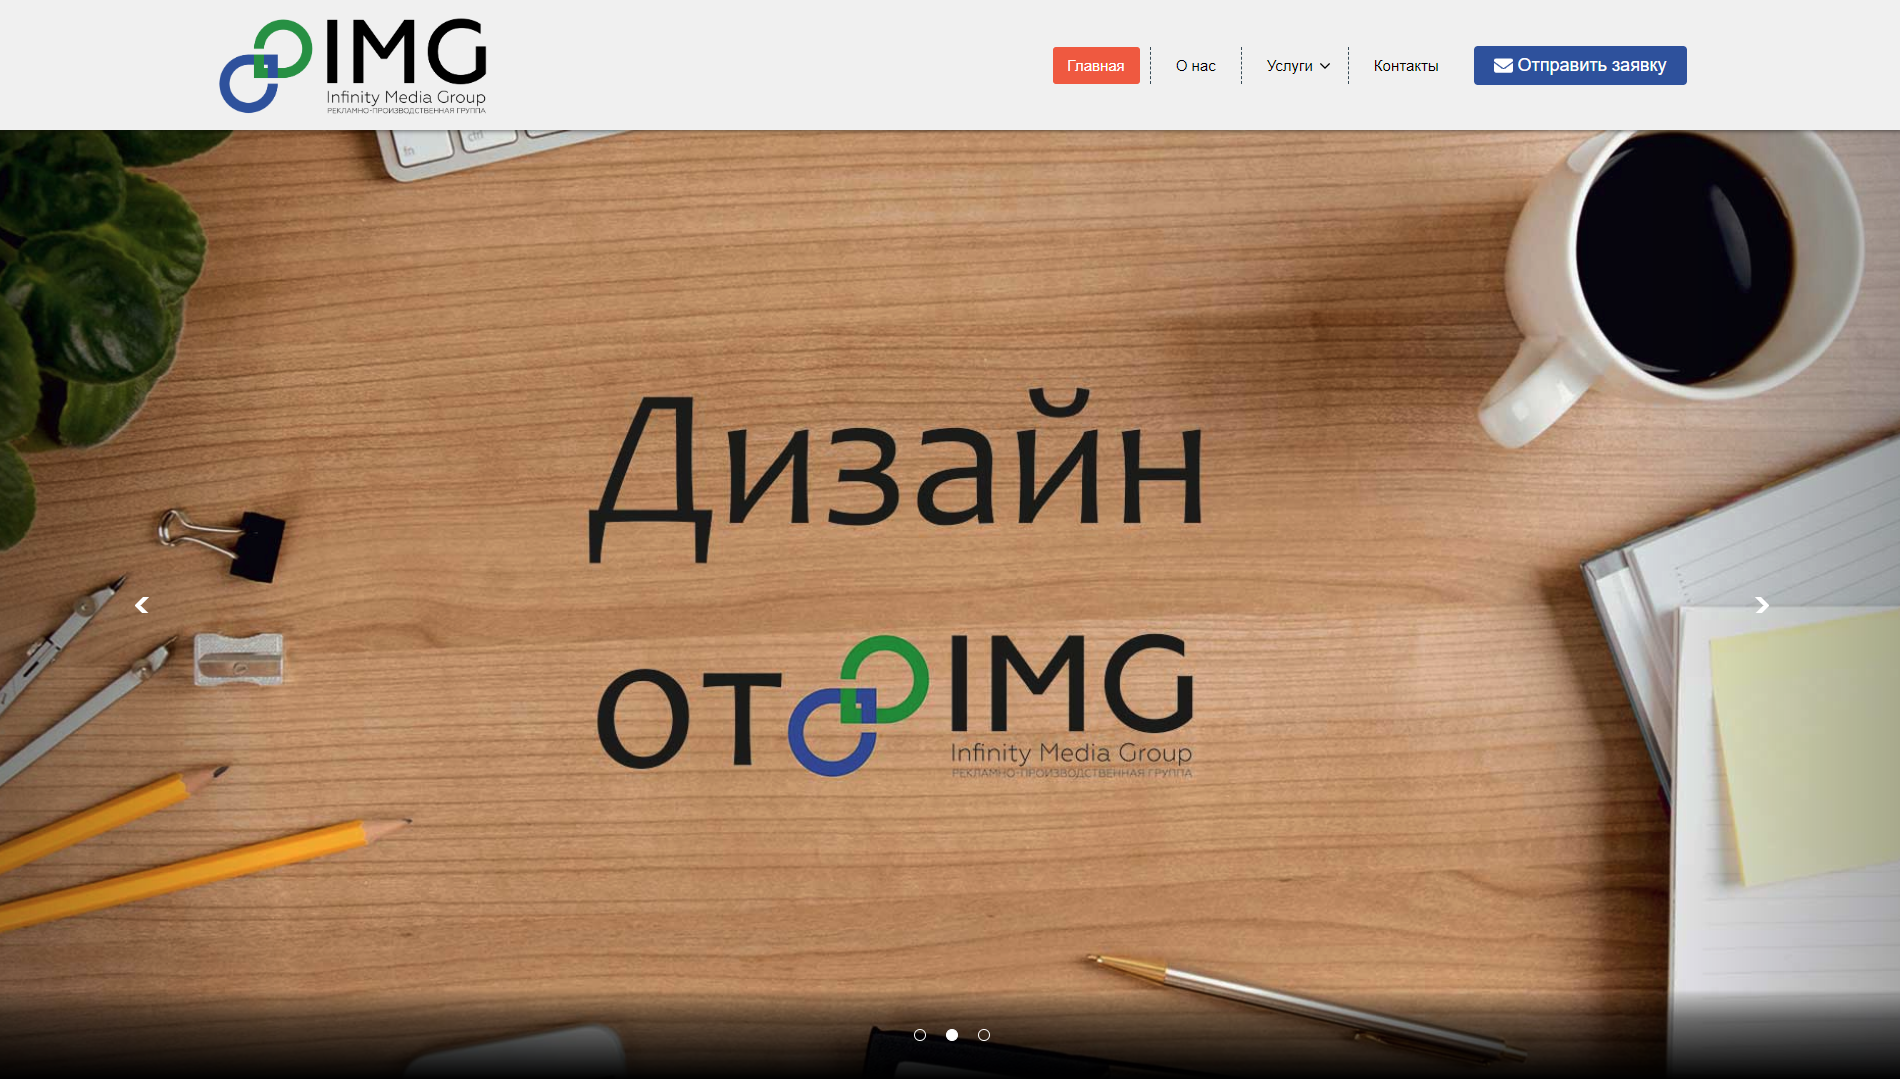 IMG
Infinity Media Group
РЕКЛАМНО-ПРОИЗВОДСТВЕННАЯ ГРУППА
Главная
О нас
Услуги
Контакты
Отправить заявку
fn
ctrl
Дизайн
от IMG
Infinity Media Group
РЕКЛАМНО-ПРОИЗВОДСТВЕННАЯ ГРУППА